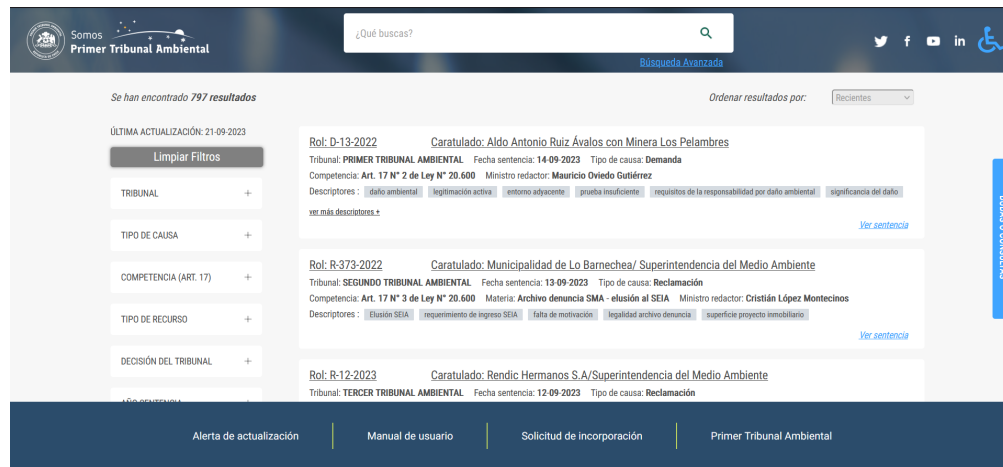 Somos
Primer Tribunal Ambiental
¿Qué buscas?
Búsqueda Avanzada
Se han encontrado 797 resultados
Ordenar resultados por:
Recientes
ÚLTIMA ACTUALIZACIÓN: 21-09-2023
Limpiar Filtros
TRIBUNAL +
TIPO DE CAUSA +
COMPETENCIA (ART. 17) +
TIPO DE RECURSO +
DECISIÓN DEL TRIBUNAL +
AÑO SENTENCIA
Rol: D-13-2022 Caratulado: Aldo Antonio Ruiz Ávalos con Minera Los Pelambres
Tribunal: PRIMER TRIBUNAL AMBIENTAL Fecha sentencia: 14-09-2023 Tipo de causa: Demanda
Competencia: Art. 17 N° 2 de Ley N° 20.600 Ministro redactor: Mauricio Oviedo Gutiérrez
Descriptores : daño ambiental legitimación activa entorno adyacente prueba insuficiente requisitos de la responsabilidad por daño ambiental significancia del daño
ver más descriptores +
Ver sentencia
Rol: R-373-2022 Caratulado: Municipalidad de Lo Barnechea/ Superintendencia del Medio Ambiente
Tribunal: SEGUNDO TRIBUNAL AMBIENTAL Fecha sentencia: 13-09-2023 Tipo de causa: Reclamación
Competencia: Art. 17 N° 3 de Ley N° 20.600 Materia: Archivo denuncia SMA - elusión al SEIA Ministro redactor: Cristián López Montecinos
Descriptores : Elusión SEIA requerimiento de ingreso SEIA falta de motivación legalidad archivo denuncia superficie proyecto inmobiliario
Ver sentencia
Rol: R-12-2023 Caratulado: Rendic Hermanos S.A/Superintendencia del Medio Ambiente
Tribunal: TERCER TRIBUNAL AMBIENTAL Fecha sentencia: 12-09-2023 Tipo de causa: Reclamación
Alerta de actualización
Manual de usuario
Solicitud de incorporación
Primer Tribunal Ambiental